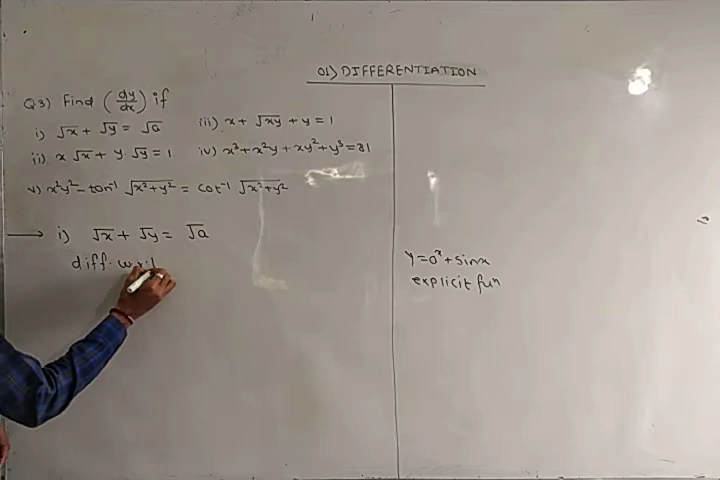 01) DIFFERENTIATION
Q3) Find (dy/dx) if
i) √x + √y = √a
iii) x + √xy + y = 1
ii) x √x + y √y = 1
iv) x³ + x²y + xy² + y³ = 81
v) x²y² - tan⁻¹ √x² + y² = cot⁻¹ √x² + y²
→ i) √x + √y = √a
diff. w.r.t
y = aˣ + sinx
explicit fun